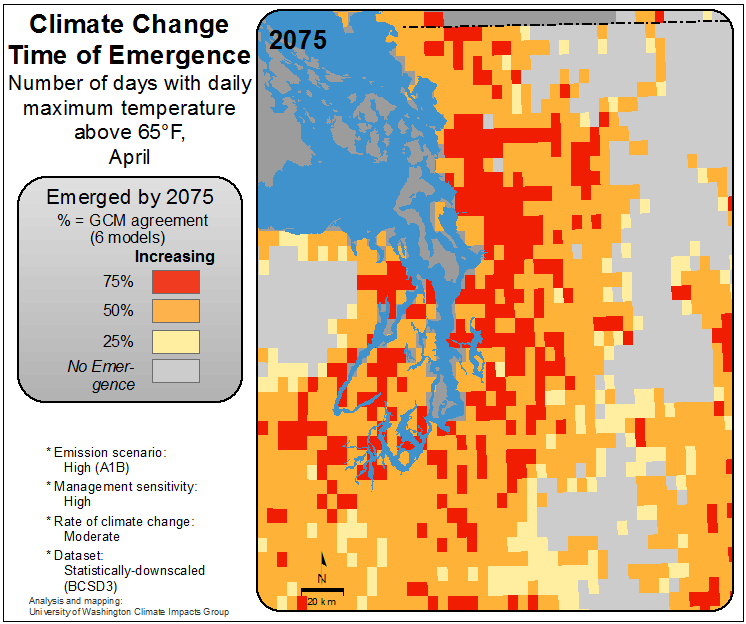 Climate Change
Time of Emergence
Number of days with daily
maximum temperature
above 65°F,
April
2075
Emerged by 2075
% = GCM agreement
(6 models)
Increasing
75%
50%
25%
No Emer-
gence
* Emission scenario:
High (A1B)
* Management sensitivity:
High
* Rate of climate change:
Moderate
* Dataset:
Statistically-downscaled
(BCSD3)
Analysis and mapping:
University of Washington Climate Impacts Group
N
20 km